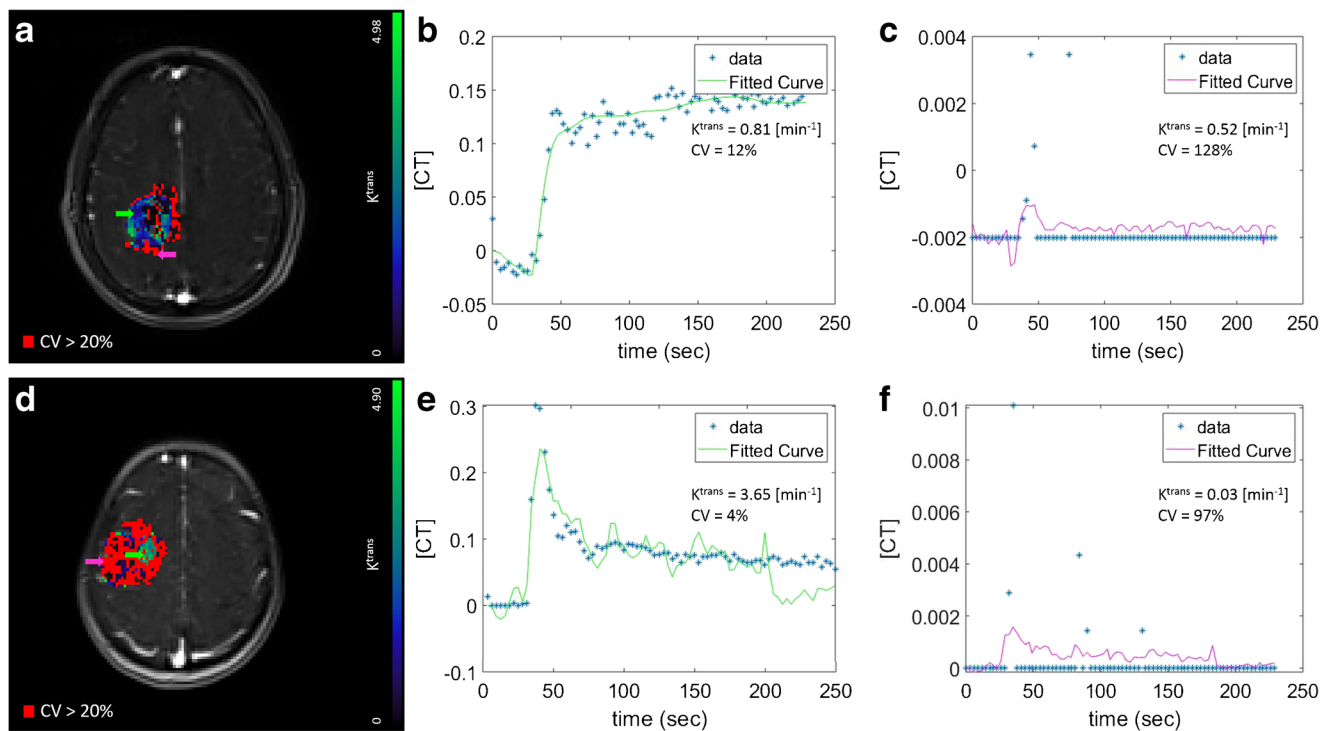 a
4.98
Kᵗʳᵃⁿˢ
0
CV > 20%
b
0.2
0.15
0.1
0.05
0
-0.05
[CT]
data
Fitted Curve
Kᵗʳᵃⁿˢ = 0.81 [min⁻¹]
CV = 12%
0 50 100 150 200 250
time (sec)
c
0.004
0.002
0
-0.002
-0.004
[CT]
data
Fitted Curve
Kᵗʳᵃⁿˢ = 0.52 [min⁻¹]
CV = 128%
0 50 100 150 200 250
time (sec)
d
4.90
Kᵗʳᵃⁿˢ
0
CV > 20%
e
0.3
0.2
0.1
0
-0.1
[CT]
data
Fitted Curve
Kᵗʳᵃⁿˢ = 3.65 [min⁻¹]
CV = 4%
0 50 100 150 200 250
time (sec)
f
0.01
0.008
0.006
0.004
0.002
0
[CT]
data
Fitted Curve
Kᵗʳᵃⁿˢ = 0.03 [min⁻¹]
CV = 97%
0 50 100 150 200 250
time (sec)